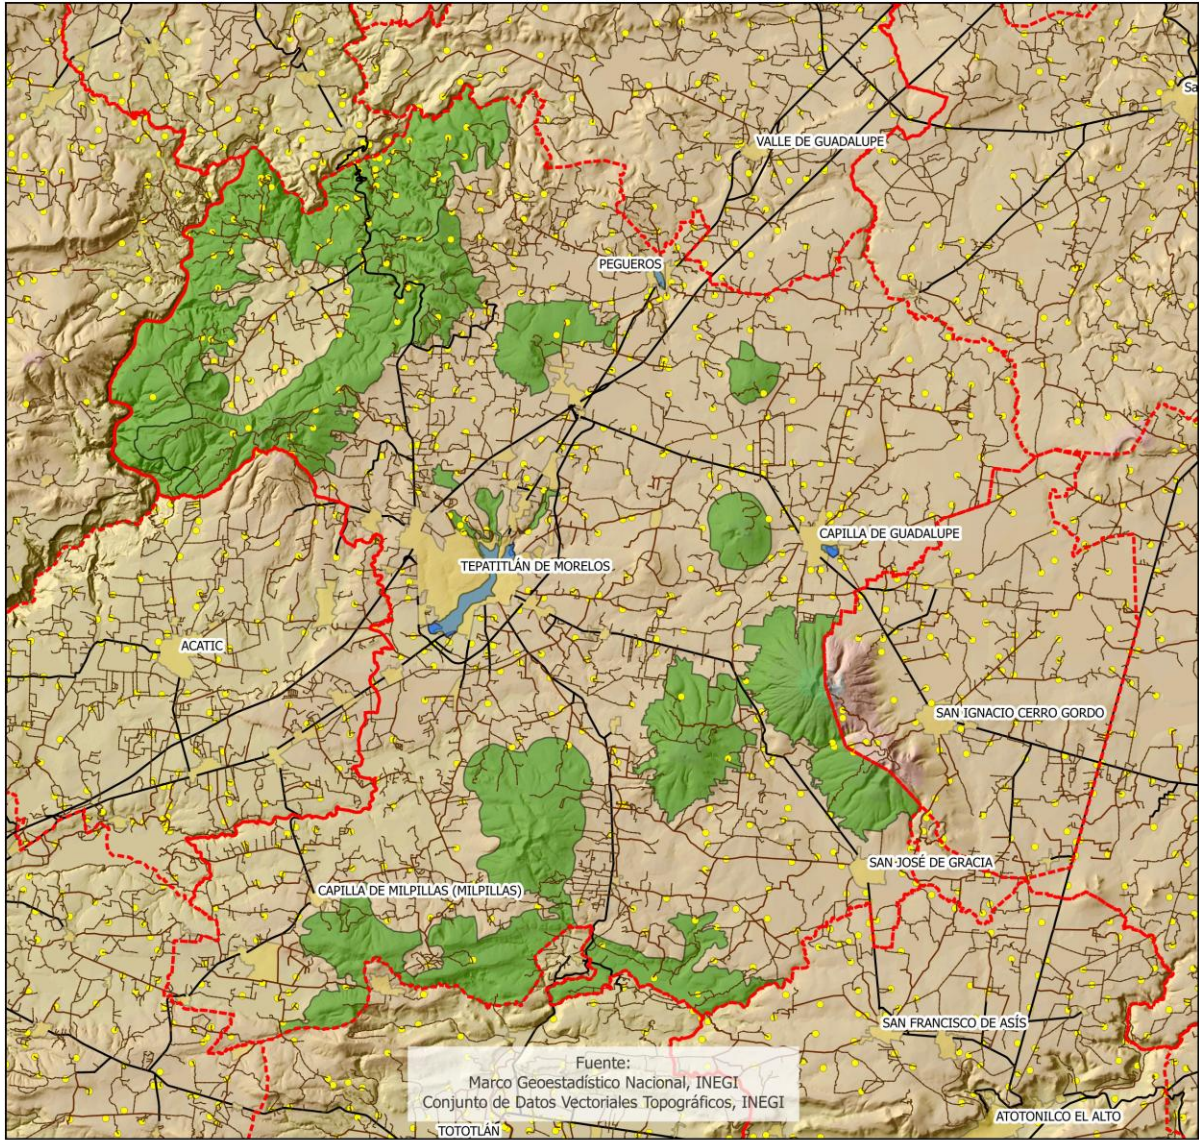 Sa
VALLE DE GUADALUPE
PEGUEROS
CAPILLA DE GUADALUPE
TEPATITLÁN DE MORELOS
ACATIC
SAN IGNACIO CERRO GORDO
SAN JOSÉ DE GRACIA
CAPILLA DE MILPILLAS (MILPILLAS)
SAN FRANCISCO DE ASÍS
Fuente:
Marco Geoestadístico Nacional, INEGI
Conjunto de Datos Vectoriales Topográficos, INEGI
ATOTONILCO EL ALTO
TOTOTLÁN